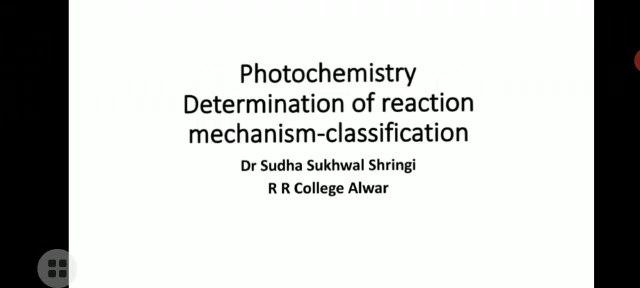 Photochemistry
Determination of reaction
mechanism-classification
Dr Sudha Sukhwal Shringi
R R College Alwar